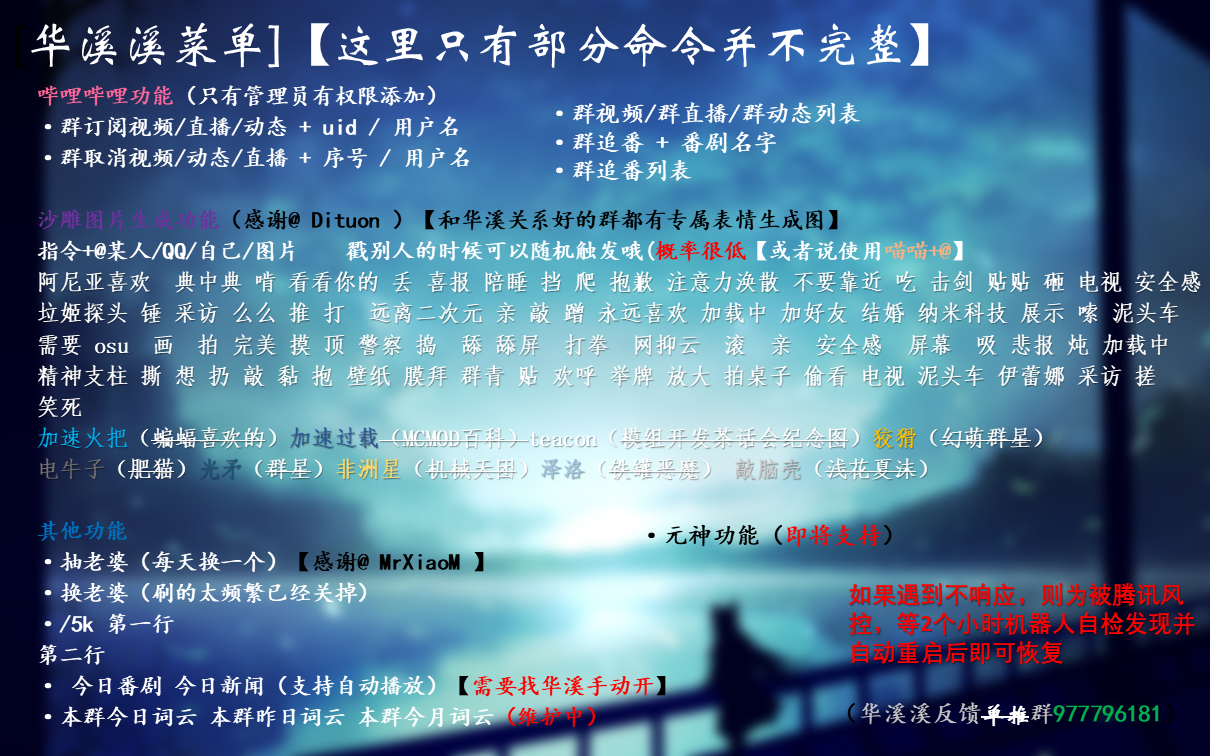 [华溪溪菜单]【这里只有部分命令并不完整】
哔哩哔哩功能（只有管理员有权限添加）
·群订阅视频/直播/动态 + uid / 用户名
·群取消视频/动态/直播 + 序号 / 用户名
·群视频/群直播/群动态列表
·群追番 + 番剧名字
·群追番列表
沙雕图片生成功能（感谢@ Dituon ）【和华溪关系好的群都有专属表情生成图】
指令+@某人/QQ/自己/图片 戳别人的时候可以随机触发哦(概率很低【或者说使用喵喵+@】
阿尼亚喜欢 典中典 啃 看看你的 丢 喜报 陪睡 挡 爬 抱歉 注意力涣散 不要靠近 吃 击剑 贴贴 砸 电视 安全感
垃姬探头 锤 采访 么么 推 打 远离二次元 亲 敲 蹭 永远喜欢 加载中 加好友 结婚 纳米科技 展示 嗦 泥头车
需要 osu 画 拍 完美 摸 顶 警察 捣 舔 舔屏 打拳 网抑云 滚 亲 安全感 屏幕 吸 悲报 炖 加载中
精神支柱 撕 想 扔 敲 黏 抱 壁纸 膜拜 群青 贴 欢呼 举牌 放大 拍桌子 偷看 电视 泥头车 伊蕾娜 采访 搓
笑死
加速火把（蝙蝠喜欢的）加速过载（MCMOD百科）teacon（模组开发茶话会纪念图）狡猾（幻萌群星）
电牛子（肥猫）光矛（群星）非洲星（机械天国）泽洛（铁罐恶魔） 敲脑壳（浅花夏沫）
其他功能
·抽老婆（每天换一个）【感谢@ MrXiaoM 】
·换老婆（刷的太频繁已经关掉）
·/5k 第一行
第二行
· 今日番剧 今日新闻（支持自动播放）【需要找华溪手动开】
·本群今日词云 本群昨日词云 本群今月词云（维护中）
·元神功能（即将支持）
如果遇到不响应，则为被腾讯风
控，等2个小时机器人自检发现并
自动重启后即可恢复
（华溪溪反馈单推群977796181）